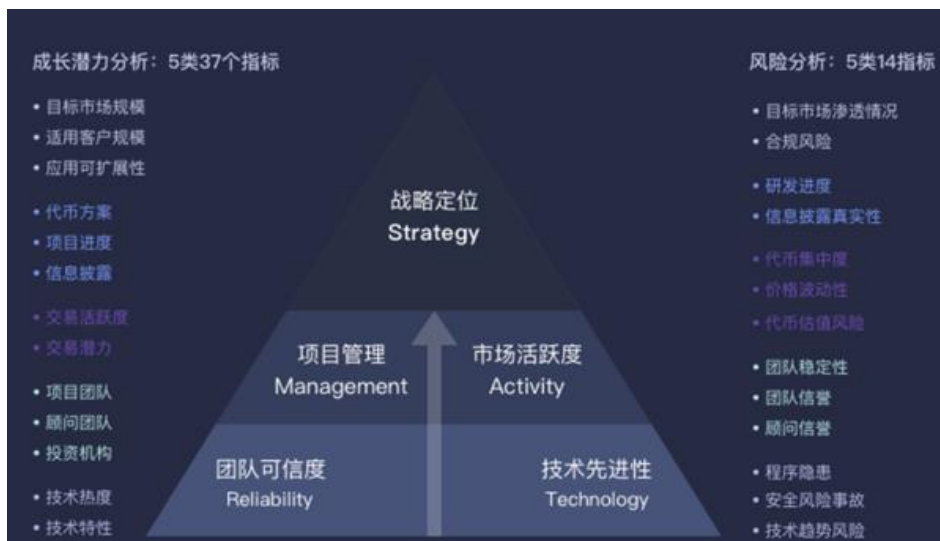 成长潜力分析：5类37个指标
• 目标市场规模
• 适用客户规模
• 应用可扩展性
• 代币方案
• 项目进度
• 信息披露
• 交易活跃度
• 交易潜力
• 项目团队
• 顾问团队
• 投资机构
• 技术热度
• 技术特性
战略定位
Strategy
项目管理
Management
市场活跃度
Activity
团队可信度
Reliability
技术先进性
Technology
风险分析：5类14指标
• 目标市场渗透情况
• 合规风险
• 研发进度
• 信息披露真实性
• 代币集中度
• 价格波动性
• 代币估值风险
• 团队稳定性
• 团队信誉
• 顾问信誉
• 程序隐患
• 安全风险事故
• 技术趋势风险